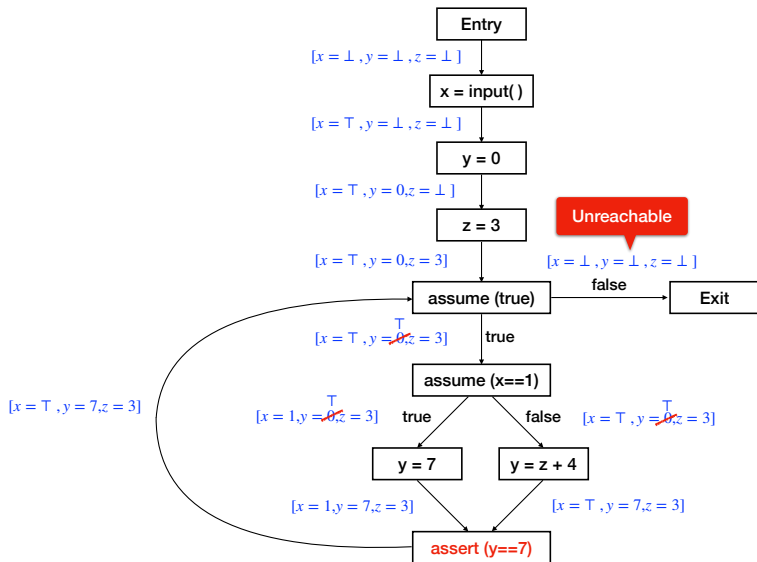 Entry
[x = ⊥ , y = ⊥ , z = ⊥ ]
x = input( )
[x = ⊤ , y = ⊥ , z = ⊥ ]
y = 0
[x = ⊤ , y = 0,z = ⊥ ]
z = 3
Unreachable
[x = ⊤ , y = 0,z = 3]
[x = ⊥ , y = ⊥ , z = ⊥ ]
assume (true)
false
Exit
⊤
[x = ⊤ , y = 0,z = 3]
true
assume (x==1)
[x = ⊤ , y = 7,z = 3]
⊤
[x = 1,y = 0,z = 3]
true
false
⊤
[x = ⊤ , y = 0,z = 3]
y = 7
y = z + 4
[x = 1,y = 7,z = 3]
[x = ⊤ , y = 7,z = 3]
assert (y==7)